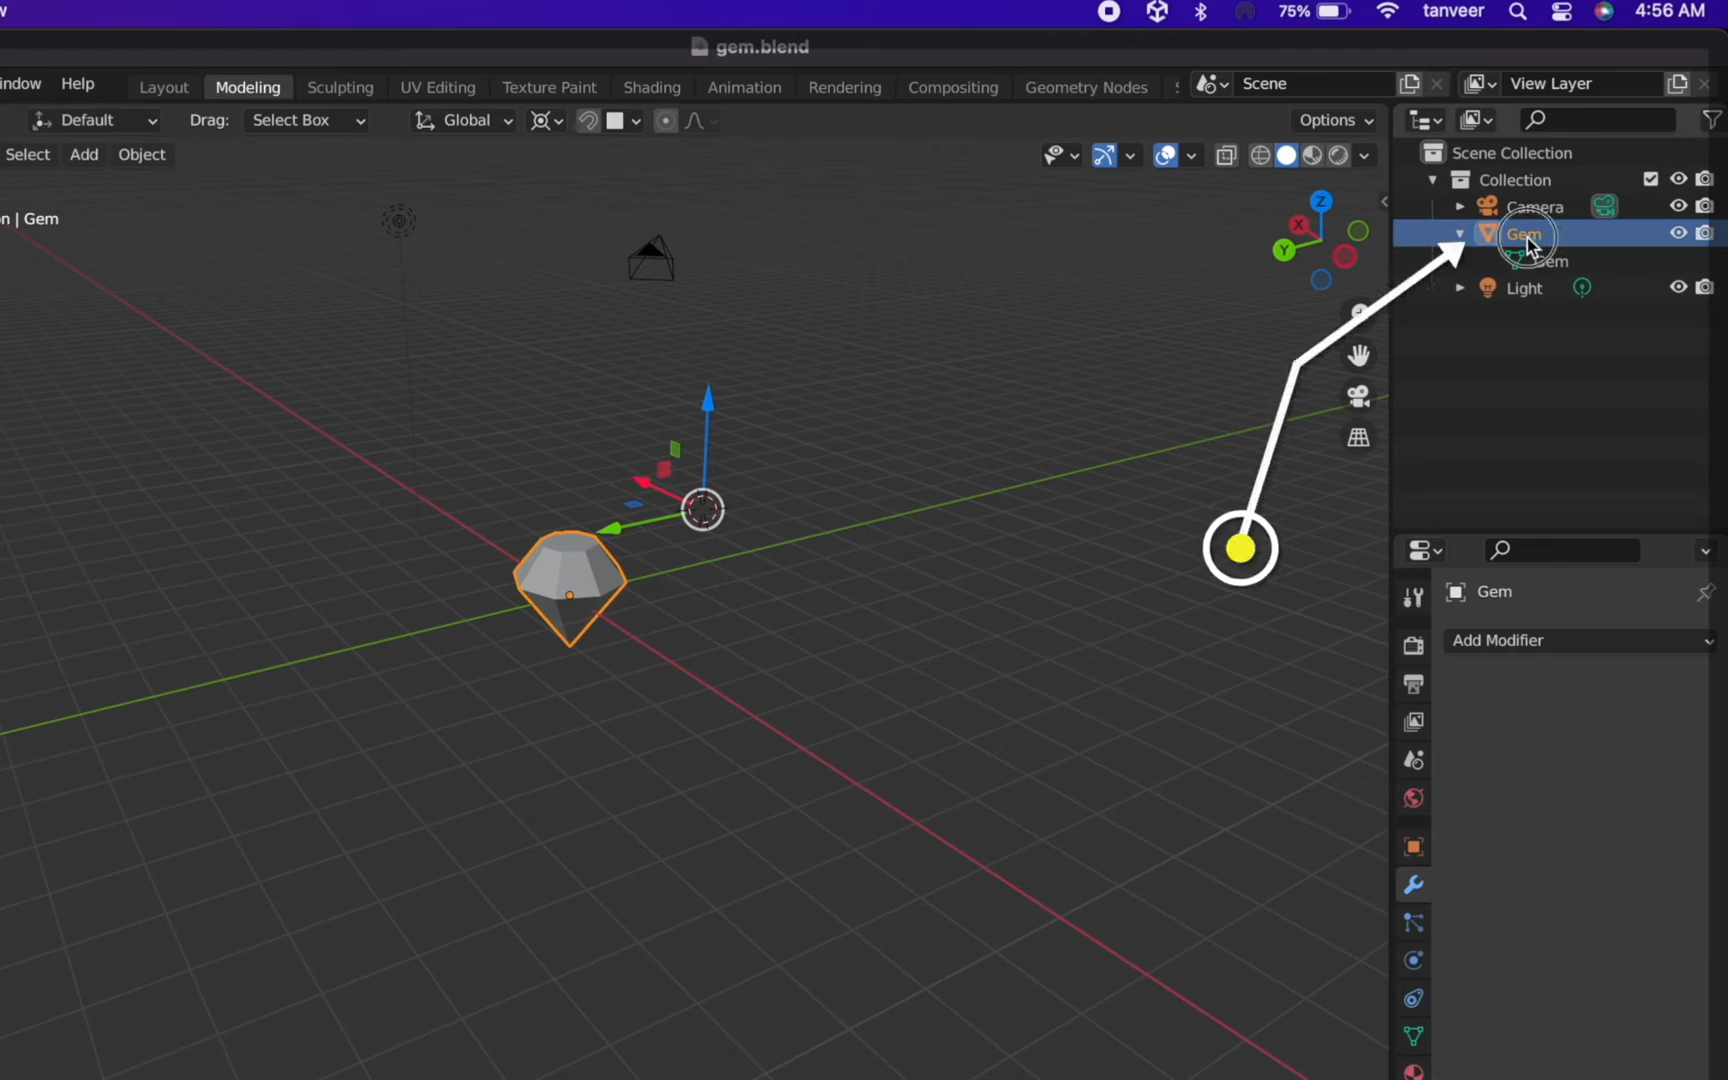 w
75%
tanveer
4:56 AM
gem.blend
indow Help Layout Modeling Sculpting UV Editing Texture Paint Shading Animation Rendering Compositing Geometry Nodes
Scene
View Layer
Default
Drag: Select Box
Global
Options
Select Add Object
n | Gem
Z
X
Y
Scene Collection
Collection
Camera
Gem
Gem
Light
Gem
Add Modifier